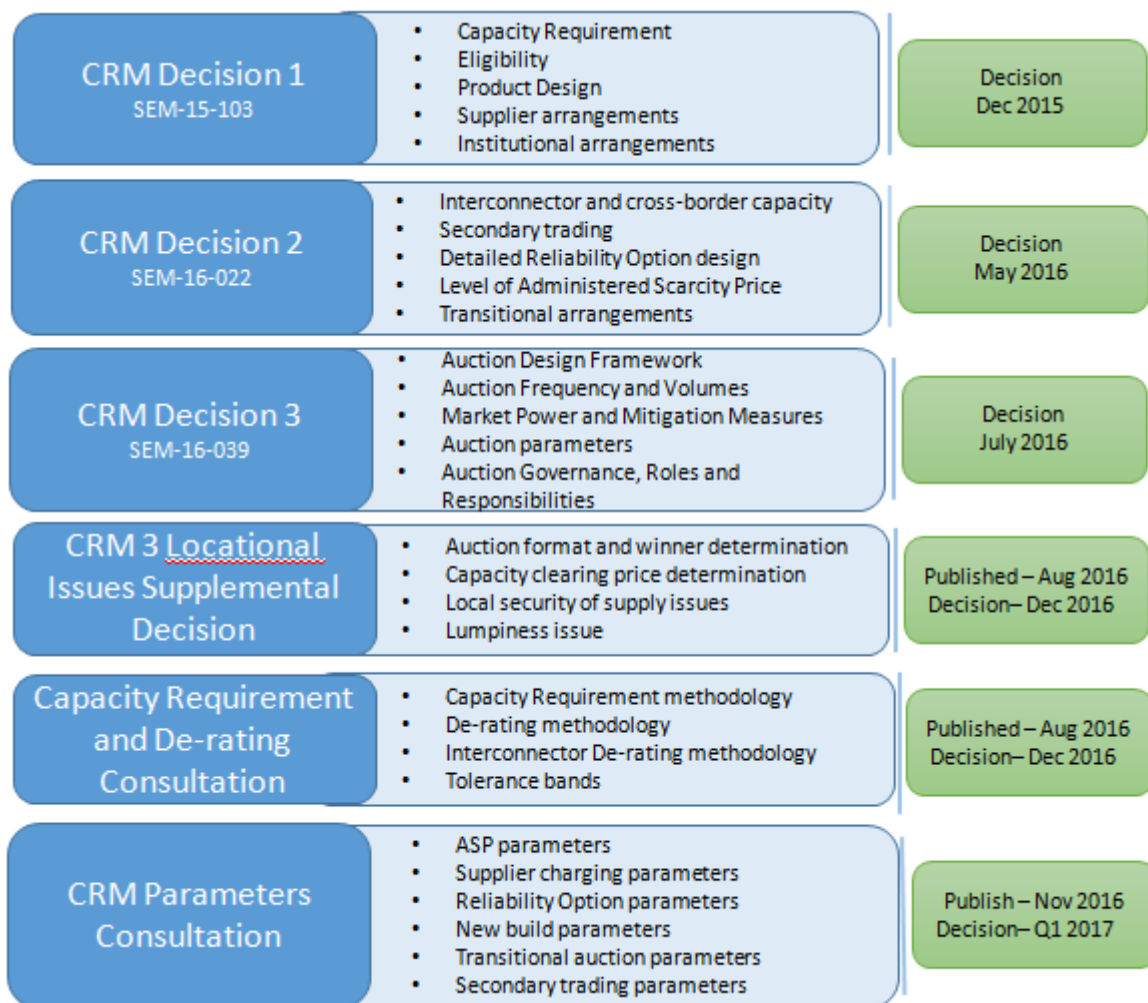 CRM Decision 1
SEM-15-103
• Capacity Requirement
• Eligibility
• Product Design
• Supplier arrangements
• Institutional arrangements
Decision
Dec 2015
CRM Decision 2
SEM-16-022
• Interconnector and cross-border capacity
• Secondary trading
• Detailed Reliability Option design
• Level of Administered Scarcity Price
• Transitional arrangements
Decision
May 2016
CRM Decision 3
SEM-16-039
• Auction Design Framework
• Auction Frequency and Volumes
• Market Power and Mitigation Measures
• Auction parameters
• Auction Governance, Roles and
Responsibilities
Decision
July 2016
CRM 3 Locational
Issues Supplemental
Decision
• Auction format and winner determination
• Capacity clearing price determination
• Local security of supply issues
• Lumpiness issue
Published – Aug 2016
Decision– Dec 2016
Capacity Requirement
and De-rating
Consultation
• Capacity Requirement methodology
• De-rating methodology
• Interconnector De-rating methodology
• Tolerance bands
Published – Aug 2016
Decision– Dec 2016
CRM Parameters
Consultation
• ASP parameters
• Supplier charging parameters
• Reliability Option parameters
• New build parameters
• Transitional auction parameters
• Secondary trading parameters
Publish – Nov 2016
Decision– Q1 2017